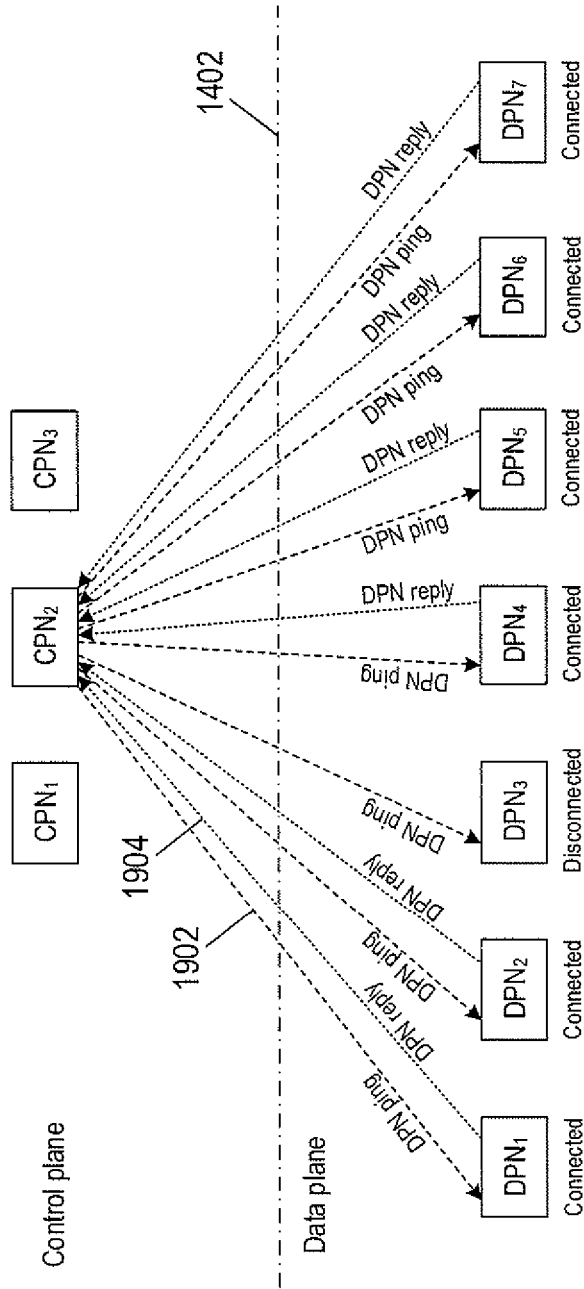 Control plane
CPN1
CPN2
CPN3
1902
1904
1402
Data plane
DPN ping
DPN reply
DPN ping
DPN reply
DPN ping
DPN ping
DPN reply
DPN ping
DPN reply
DPN ping
DPN reply
DPN ping
DPN reply
DPN1
DPN2
DPN3
DPN4
DPN5
DPN6
DPN7
Connected
Connected
Disconnected
Connected
Connected
Connected
Connected